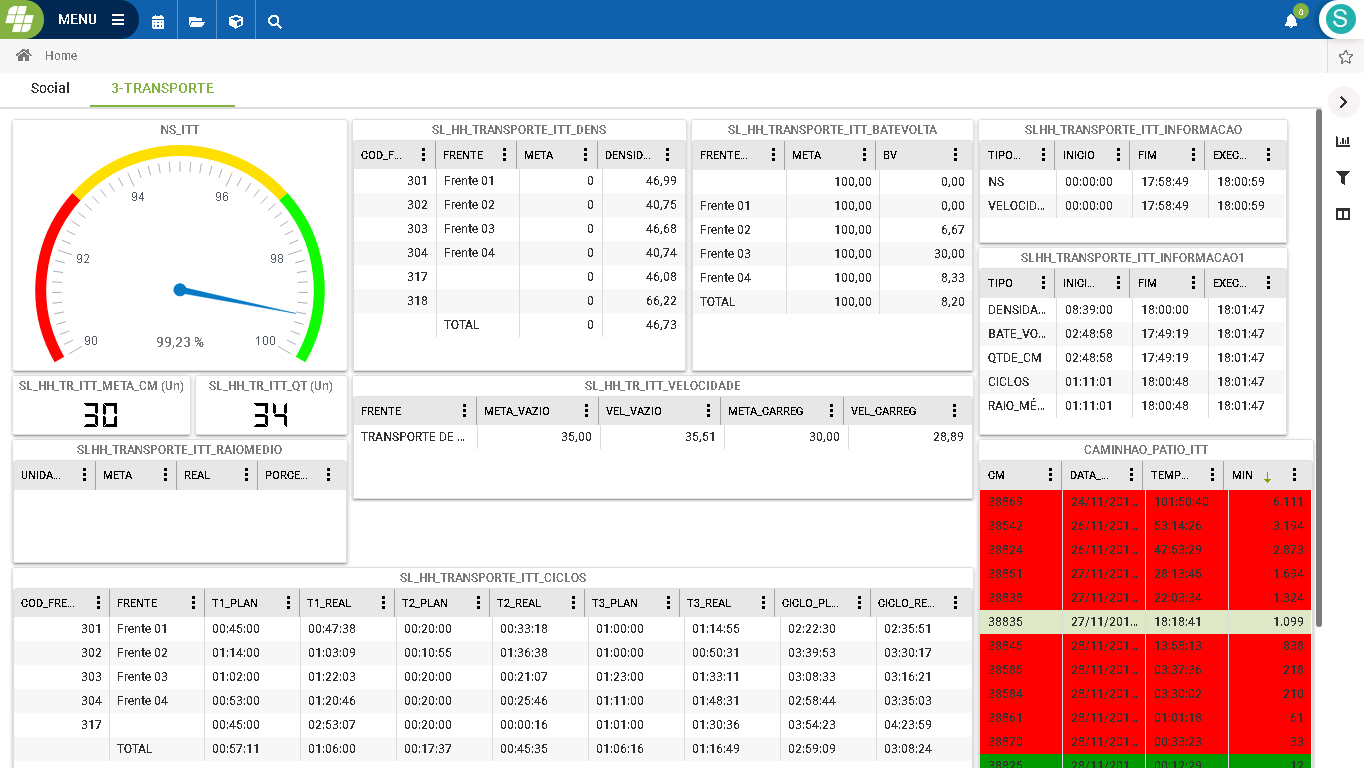 MENU
0
S
Home
Social 3-TRANSPORTE
NS_ITT
94 96
92 98
90 100
99,23 %
SL_HH_TRANSPORTE_ITT_DENS
COD_F... FRENTE META DENSID...
301 Frente 01 0 46,99
302 Frente 02 0 40,75
303 Frente 03 0 46,68
304 Frente 04 0 40,74
317 0 46,08
318 0 66,22
TOTAL 0 46,73
SL_HH_TRANSPORTE_ITT_BATEVOLTA
FRENTE... META BV
100,00 0,00
Frente 01 100,00 0,00
Frente 02 100,00 6,67
Frente 03 100,00 30,00
Frente 04 100,00 8,33
TOTAL 100,00 8,20
SLHH_TRANSPORTE_ITT_INFORMACAO
TIPO... INICIO FIM EXEC...
NS 00:00:00 17:58:49 18:00:59
VELOCID... 00:00:00 17:58:49 18:00:59
SLHH_TRANSPORTE_ITT_INFORMACAO1
TIPO INICI... FIM EXEC...
DENSIDA... 08:39:00 18:00:00 18:01:47
BATE_VO... 02:48:58 17:49:19 18:01:47
QTDE_CM 02:48:58 17:49:19 18:01:47
CICLOS 01:11:01 18:00:48 18:01:47
RAIO_MÉ... 01:11:01 18:00:48 18:01:47
SL_HH_TR_ITT_META_CM (Un)
30
SL_HH_TR_ITT_QT (Un)
34
SL_HH_TR_ITT_VELOCIDADE
FRENTE META_VAZIO VEL_VAZIO META_CARREG VEL_CARREG
TRANSPORTE DE ... 35,00 35,51 30,00 28,89
SLHH_TRANSPORTE_ITT_RAIOMEDIO
UNIDA... META REAL PORCE...
CAMINHAO_PATIO_ITT
CM DATA_... TEMP... MIN
38869 24/11/201... 101:50:40 6.111
38542 26/11/201... 53:14:26 3.194
38824 26/11/201... 47:53:29 2.873
38851 27/11/201... 28:13:45 1.694
38838 27/11/201... 22:03:34 1.324
38835 27/11/201... 18:18:41 1.099
38846 28/11/201... 13:58:13 838
38585 28/11/201... 03:37:36 218
38584 28/11/201... 03:30:02 210
38861 28/11/201... 01:01:18 61
38870 28/11/201... 00:33:23 33
38825 28/11/201... 00:12:29 12
SL_HH_TRANSPORTE_ITT_CICLOS
COD_FRE... FRENTE T1_PLAN T1_REAL T2_PLAN T2_REAL T3_PLAN T3_REAL CICLO_PL... CICLO_RE...
301 Frente 01 00:45:00 00:47:38 00:20:00 00:33:18 01:00:00 01:14:55 02:22:30 02:35:51
302 Frente 02 01:14:00 01:03:09 00:10:55 01:36:38 01:00:00 00:50:31 03:39:53 03:30:17
303 Frente 03 01:02:00 01:22:03 00:20:00 00:21:07 01:23:00 01:33:11 03:08:33 03:16:21
304 Frente 04 00:53:00 01:20:46 00:20:00 00:25:46 01:11:00 01:48:31 02:58:44 03:35:03
317 00:45:00 02:53:07 00:20:00 00:00:16 01:01:00 01:30:36 03:54:23 04:23:59
TOTAL 00:57:11 01:06:00 00:17:37 00:45:35 01:06:16 01:16:49 02:59:09 03:08:24